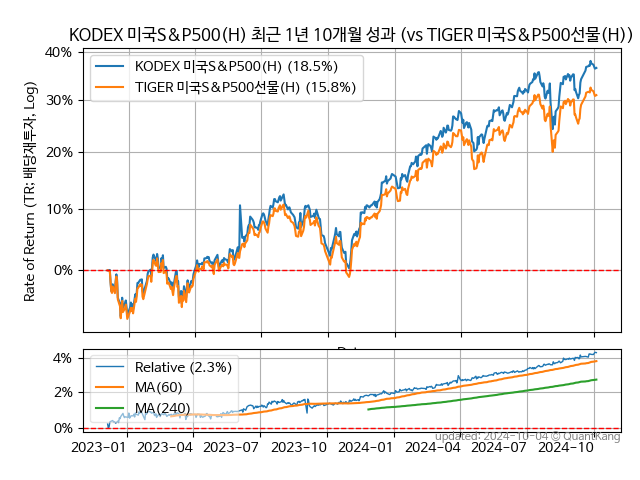 KODEX 미국S&P500(H) 최근 1년 10개월 성과 (vs TIGER 미국S&P500선물(H))
40%
30%
20%
10%
0%
Rate of Return (TR: 배당재투자, Log)
KODEX 미국S&P500(H) (18.5%)
TIGER 미국S&P500선물(H) (15.8%)
4%
2%
0%
Relative (2.3%)
MA(60)
MA(240)
2023-01 2023-04 2023-07 2023-10 2024-01 2024-04 2024-07 2024-10
updated: 2024-10-04 © QuantKang